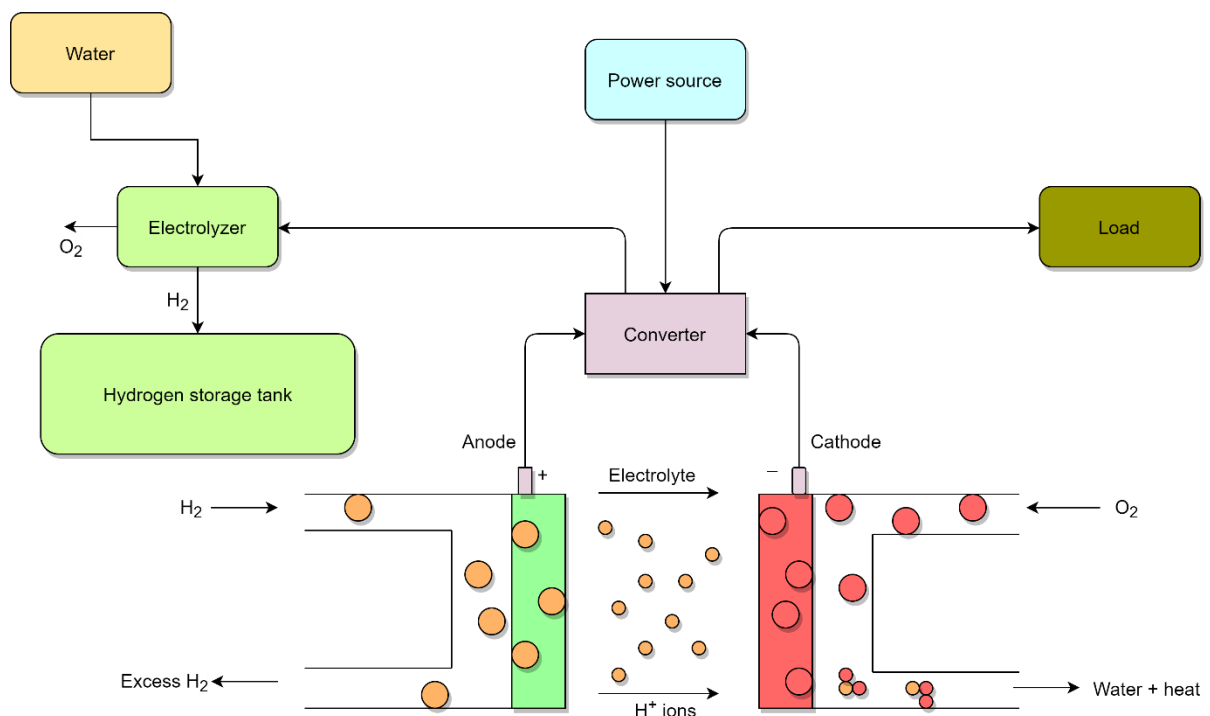 Water
Power source
Electrolyzer
Load
O2
H2
Converter
Hydrogen storage tank
Anode
Cathode
+
−
Electrolyte
H2
O2
Excess H2
H+ ions
Water + heat